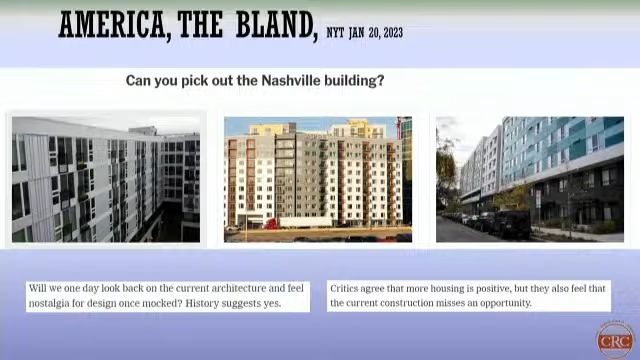 AMERICA, THE BLAND, NYT JAN 20, 2023
Can you pick out the Nashville building?
Will we one day look back on the current architecture and feel
nostalgia for design once mocked? History suggests yes.
Critics agree that more housing is positive, but they also feel that
the current construction misses an opportunity.
CRC